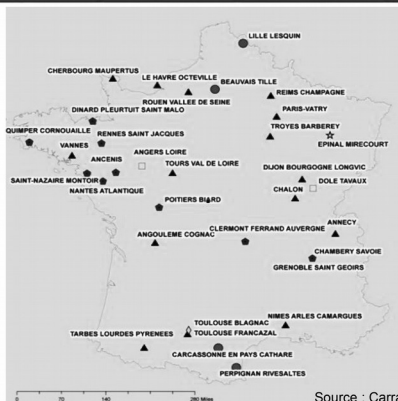 LILLE LESQUIN
CHERBOURG MAUPERTUS
LE HAVRE OCTEVILLE
BEAUVAIS TILLE
ROUEN VALLEE DE SEINE
REIMS CHAMPAGNE
DINARD PLEURTUIT SAINT MALO
PARIS-VATRY
QUIMPER CORNOUAILLE
RENNES SAINT JACQUES
TROYES BARBEREY
EPINAL MIRECOURT
VANNES
ANGERS LOIRE
ANCENIS
TOURS VAL DE LOIRE
DIJON BOURGOGNE LONGVIC
SAINT-NAZAIRE MONTOIR
DOLE TAVAUX
NANTES ATLANTIQUE
CHALON
POITIERS BIARD
CLERMONT FERRAND AUVERGNE
ANNECY
ANGOULEME COGNAC
CHAMBERY SAVOIE
GRENOBLE SAINT GEOIRS
NIMES ARLES CAMARGUES
TOULOUSE BLAGNAC
TARBES LOURDES PYRENEES
TOULOUSE FRANCAZAL
CARCASSONNE EN PAYS CATHARE
PERPIGNAN RIVESALTES
0 70 140 280 Miles
Source : Carra